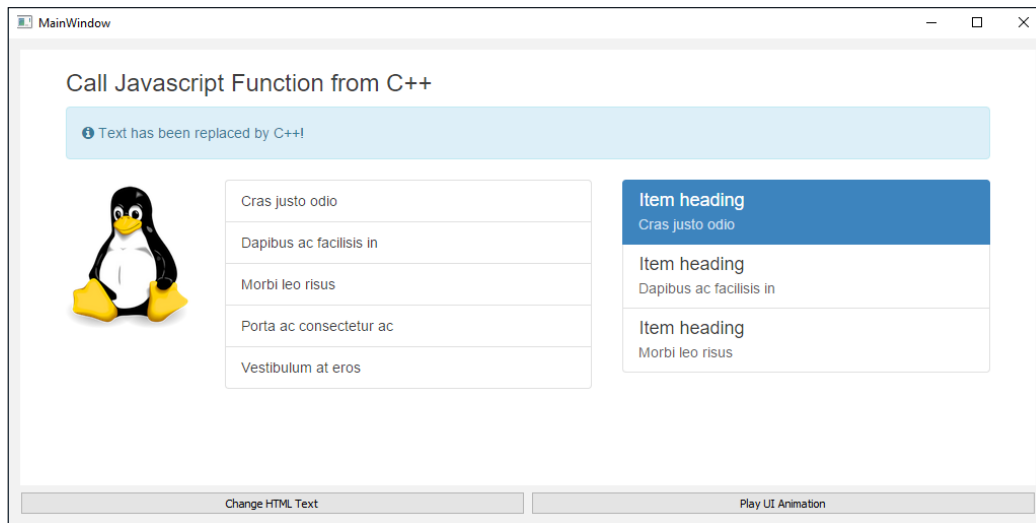 MainWindow
Call Javascript Function from C++
Text has been replaced by C++!
Cras justo odio
Dapibus ac facilisis in
Morbi leo risus
Porta ac consectetur ac
Vestibulum at eros
Item heading
Cras justo odio
Item heading
Dapibus ac facilisis in
Item heading
Morbi leo risus
Change HTML Text
Play UI Animation